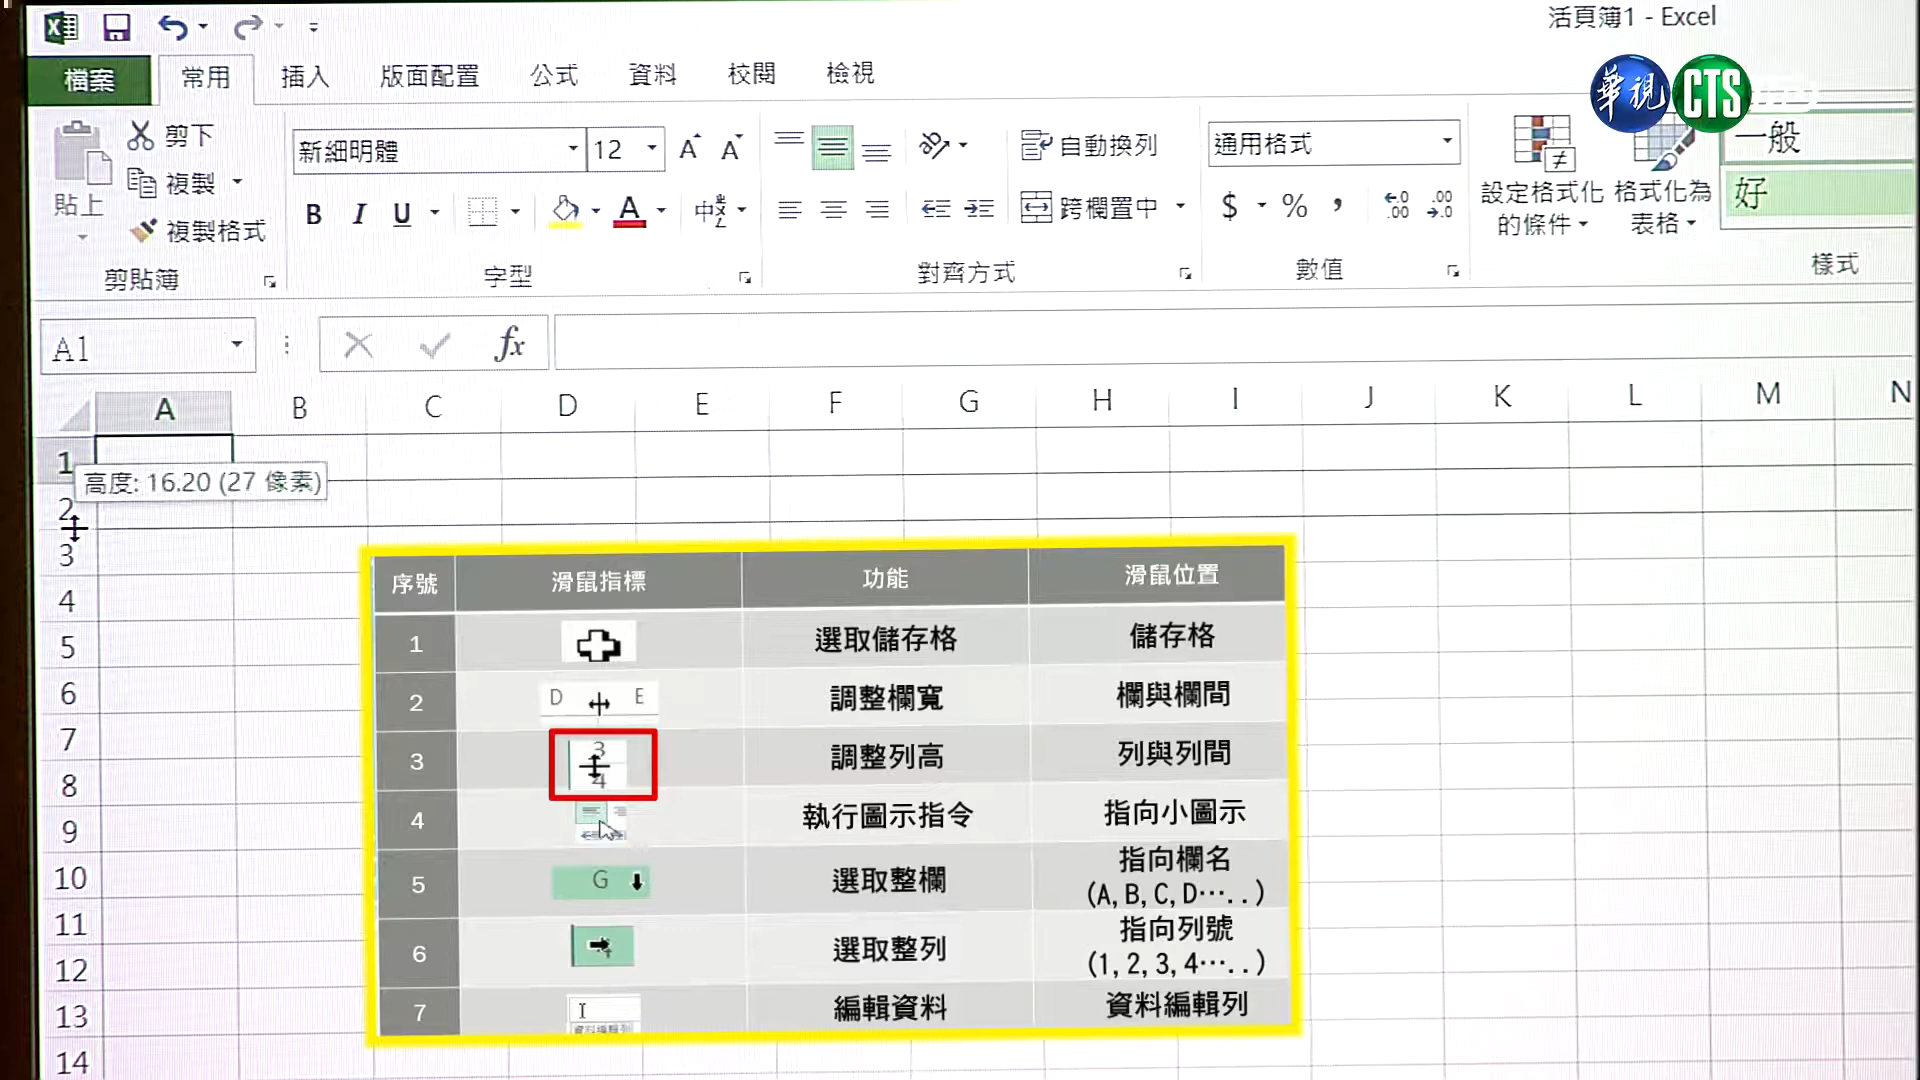 活頁簿1 - Excel
檔案 常用 插入 版面配置 公式 資料 校閱 檢視
華視 CTS
剪下
複製
貼上
複製格式
剪貼簿
新細明體 12 A A
B I U A 中
字型
自動換列
跨欄置中
對齊方式
通用格式
$ % ,
數值
設定格式化
的條件
格式化為
表格
一般
好
樣式
A1 fx
A B C D E F G H I J K L M N
1
高度: 16.20 (27 像素)
2
3
4
5
6
7
8
9
10
11
12
13
14
序號 滑鼠指標 功能 滑鼠位置
1 選取儲存格 儲存格
2 D E 調整欄寬 欄與欄間
3 3 4 調整列高 列與列間
4 執行圖示指令 指向小圖示
5 G 選取整欄 指向欄名
(A,B,C,D…..)
6 選取整列 指向列號
(1,2,3,4…..)
7 編輯資料 資料編輯列